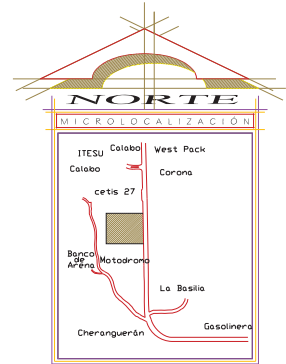 NORTE
MICROLOCALIZACIÓN
Calabo West Pack
ITESU
Calabo Corona
cetis 27
Banco
de Motodromo
Arena
La Basilia
Gasolinera
Cheranguerán